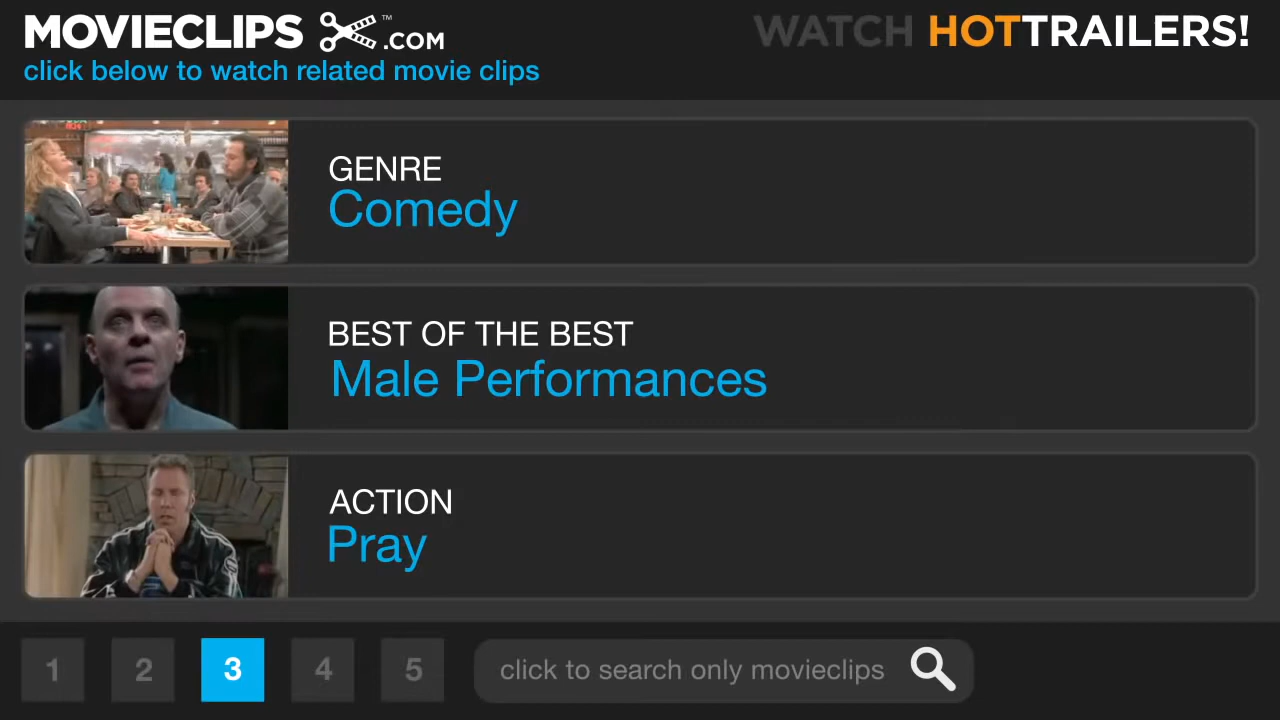 MOVIECLIPS ™ .COM
WATCH HOTTRAILERS!
click below to watch related movie clips
GENRE
Comedy
BEST OF THE BEST
Male Performances
ACTION
Pray
1 2 3 4 5
click to search only movieclips